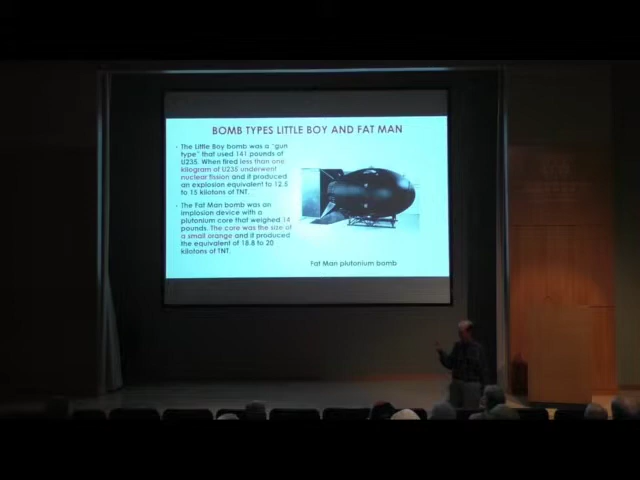 BOMB TYPES LITTLE BOY AND FAT MAN
• The Little Boy bomb was a "gun
type" that used 141 pounds of
U235. When fired less than one
kilogram of U235 underwent
nuclear fission and it produced
an explosion equivalent to 12.5
to 15 kilotons of TNT.
• The Fat Man bomb was an
implosion device with a
plutonium core that weighed 14
pounds. The core was the size of
a small orange and it produced
the equivalent of 18.8 to 20
kilotons of TNT.
Fat Man plutonium bomb